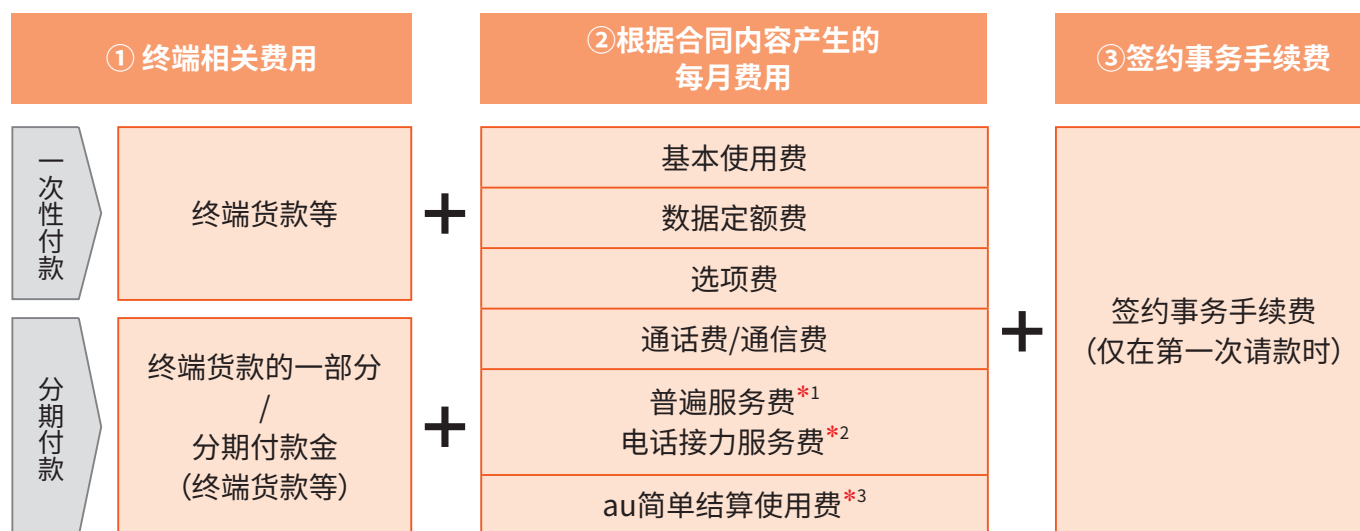 ① 终端相关费用
②根据合同内容产生的
每月费用
③签约事务手续费
一次性付款
终端货款等
+
基本使用费
数据定额费
选项费
通话费/通信费
普遍服务费*1
电话接力服务费*2
au简单结算使用费*3
+
签约事务手续费
（仅在第一次请款时）
分期付款
终端货款的一部分
/
分期付款金
（终端货款等）
+